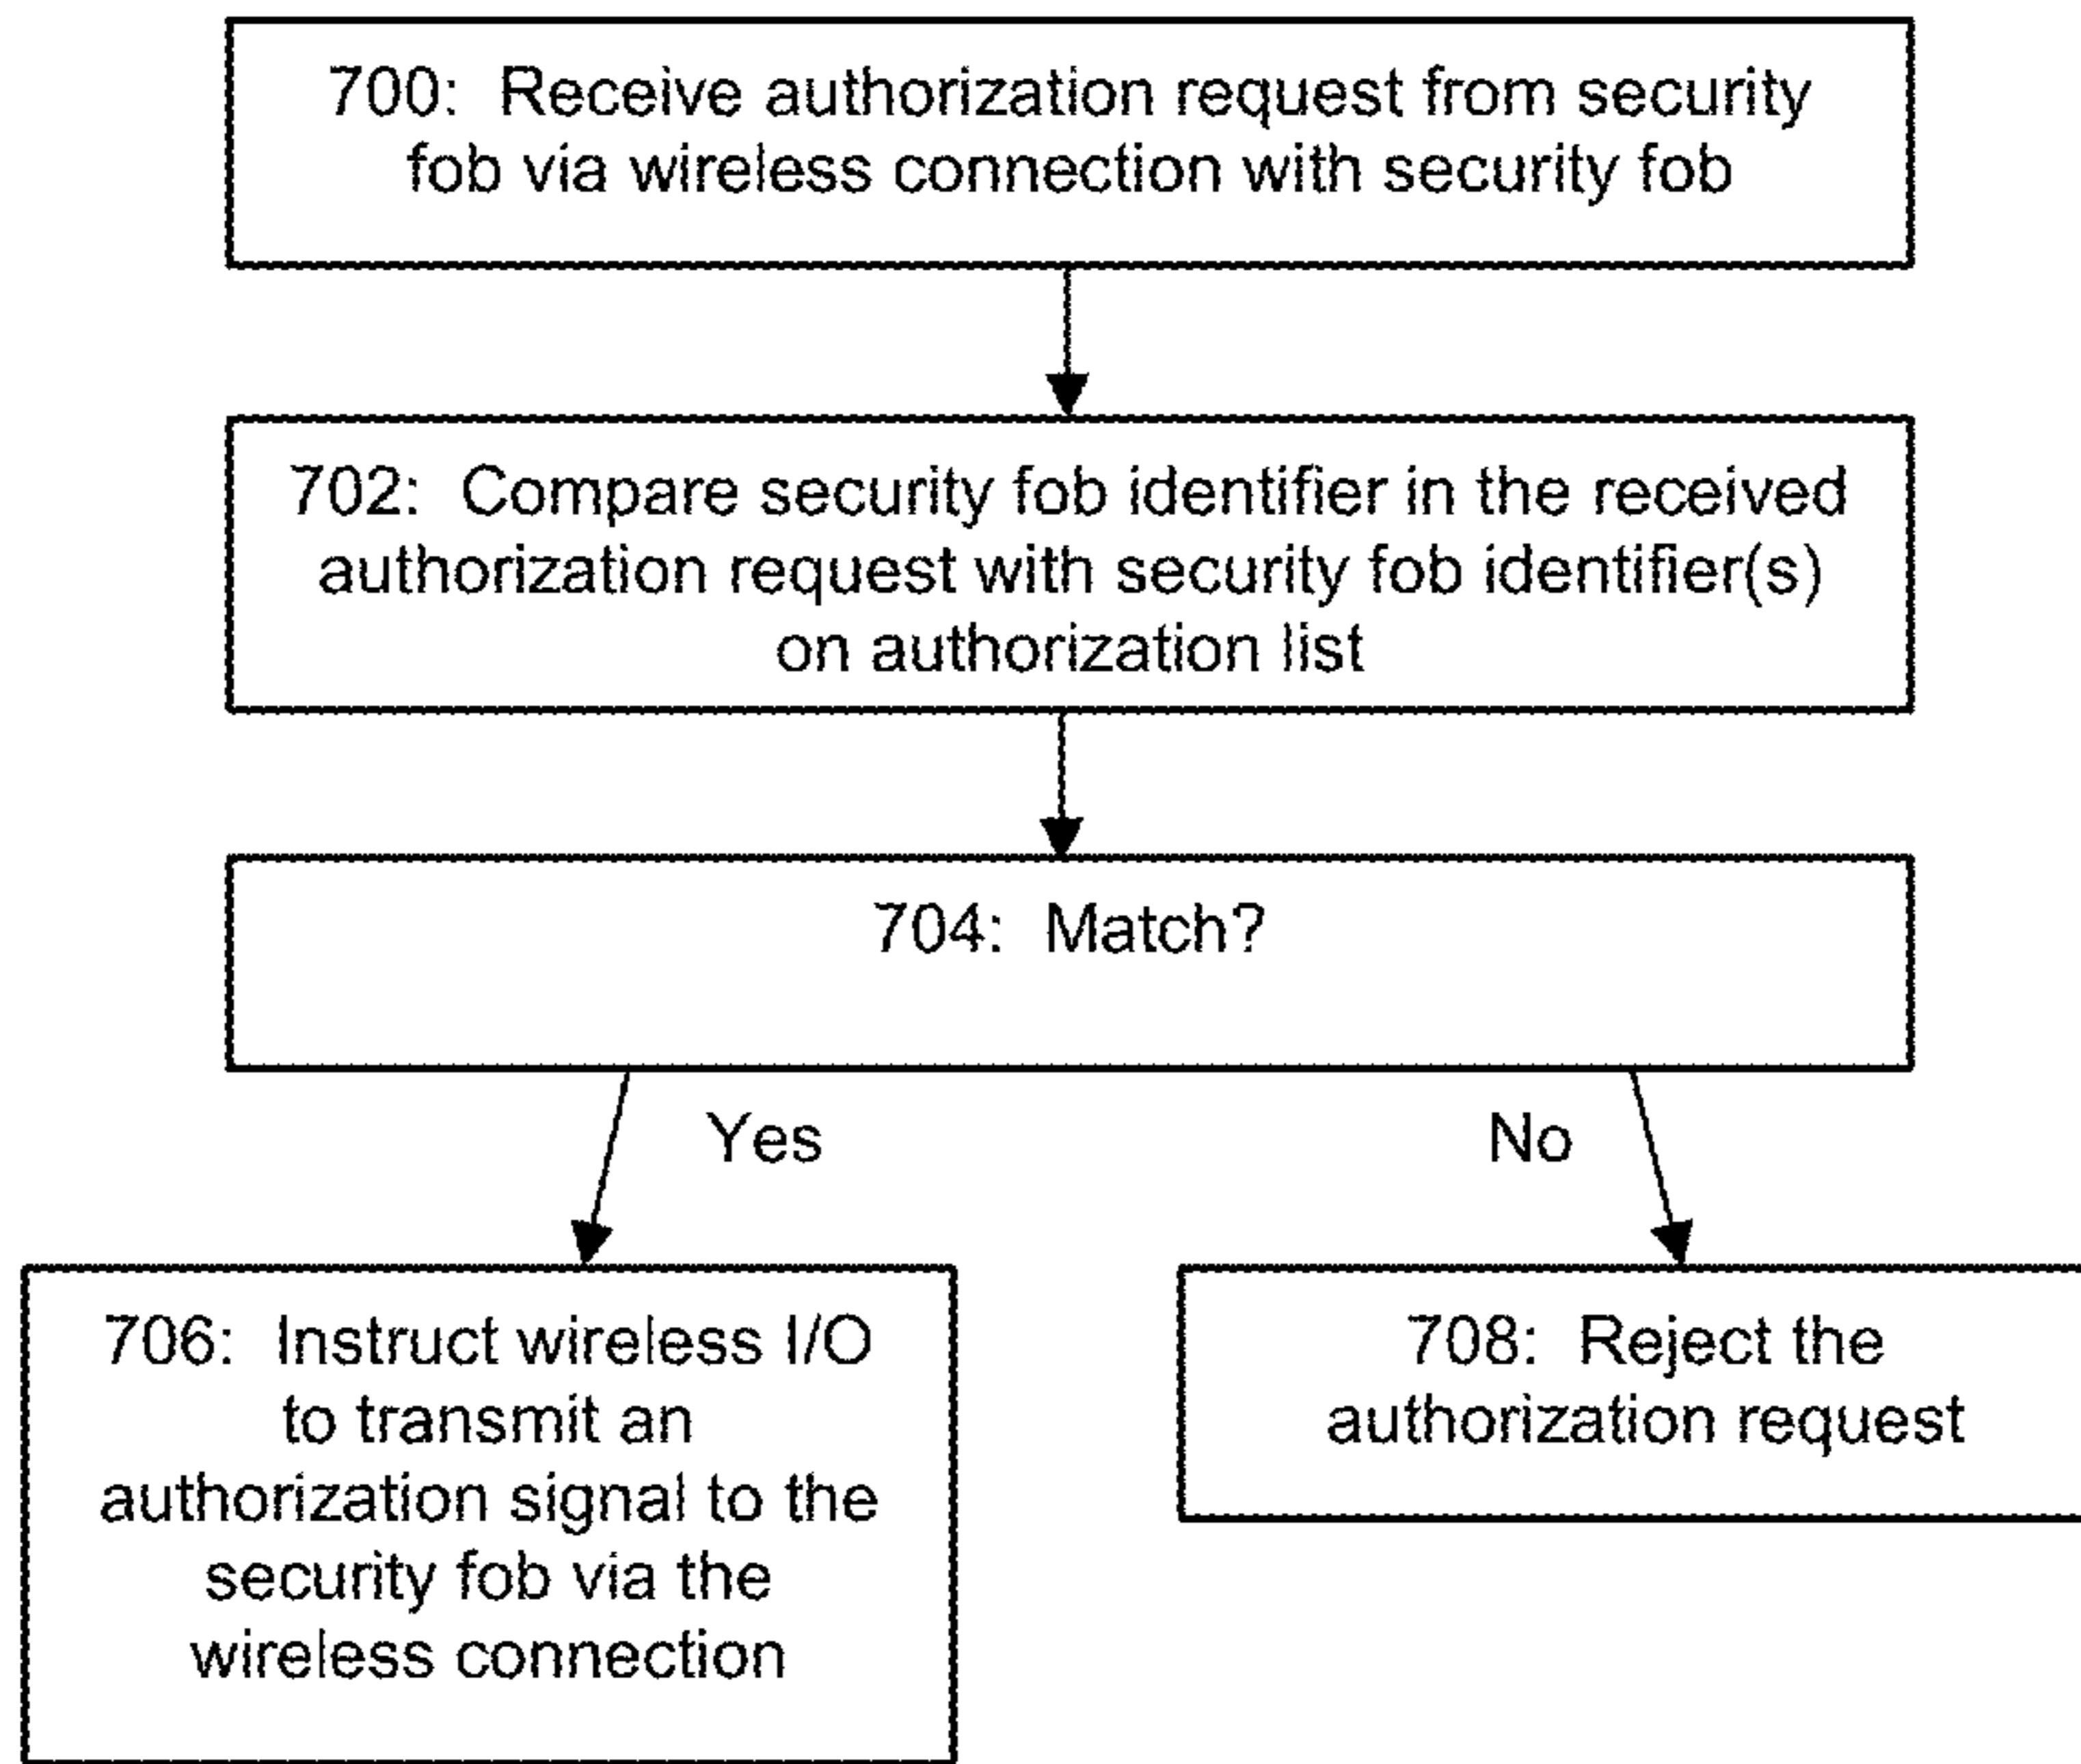 700: Receive authorization request from security
fob via wireless connection with security fob
702: Compare security fob identifier in the received
authorization request with security fob identifier(s)
on authorization list
704: Match?
Yes
No
706: Instruct wireless I/O
to transmit an
authorization signal to the
security fob via the
wireless connection
708: Reject the
authorization request